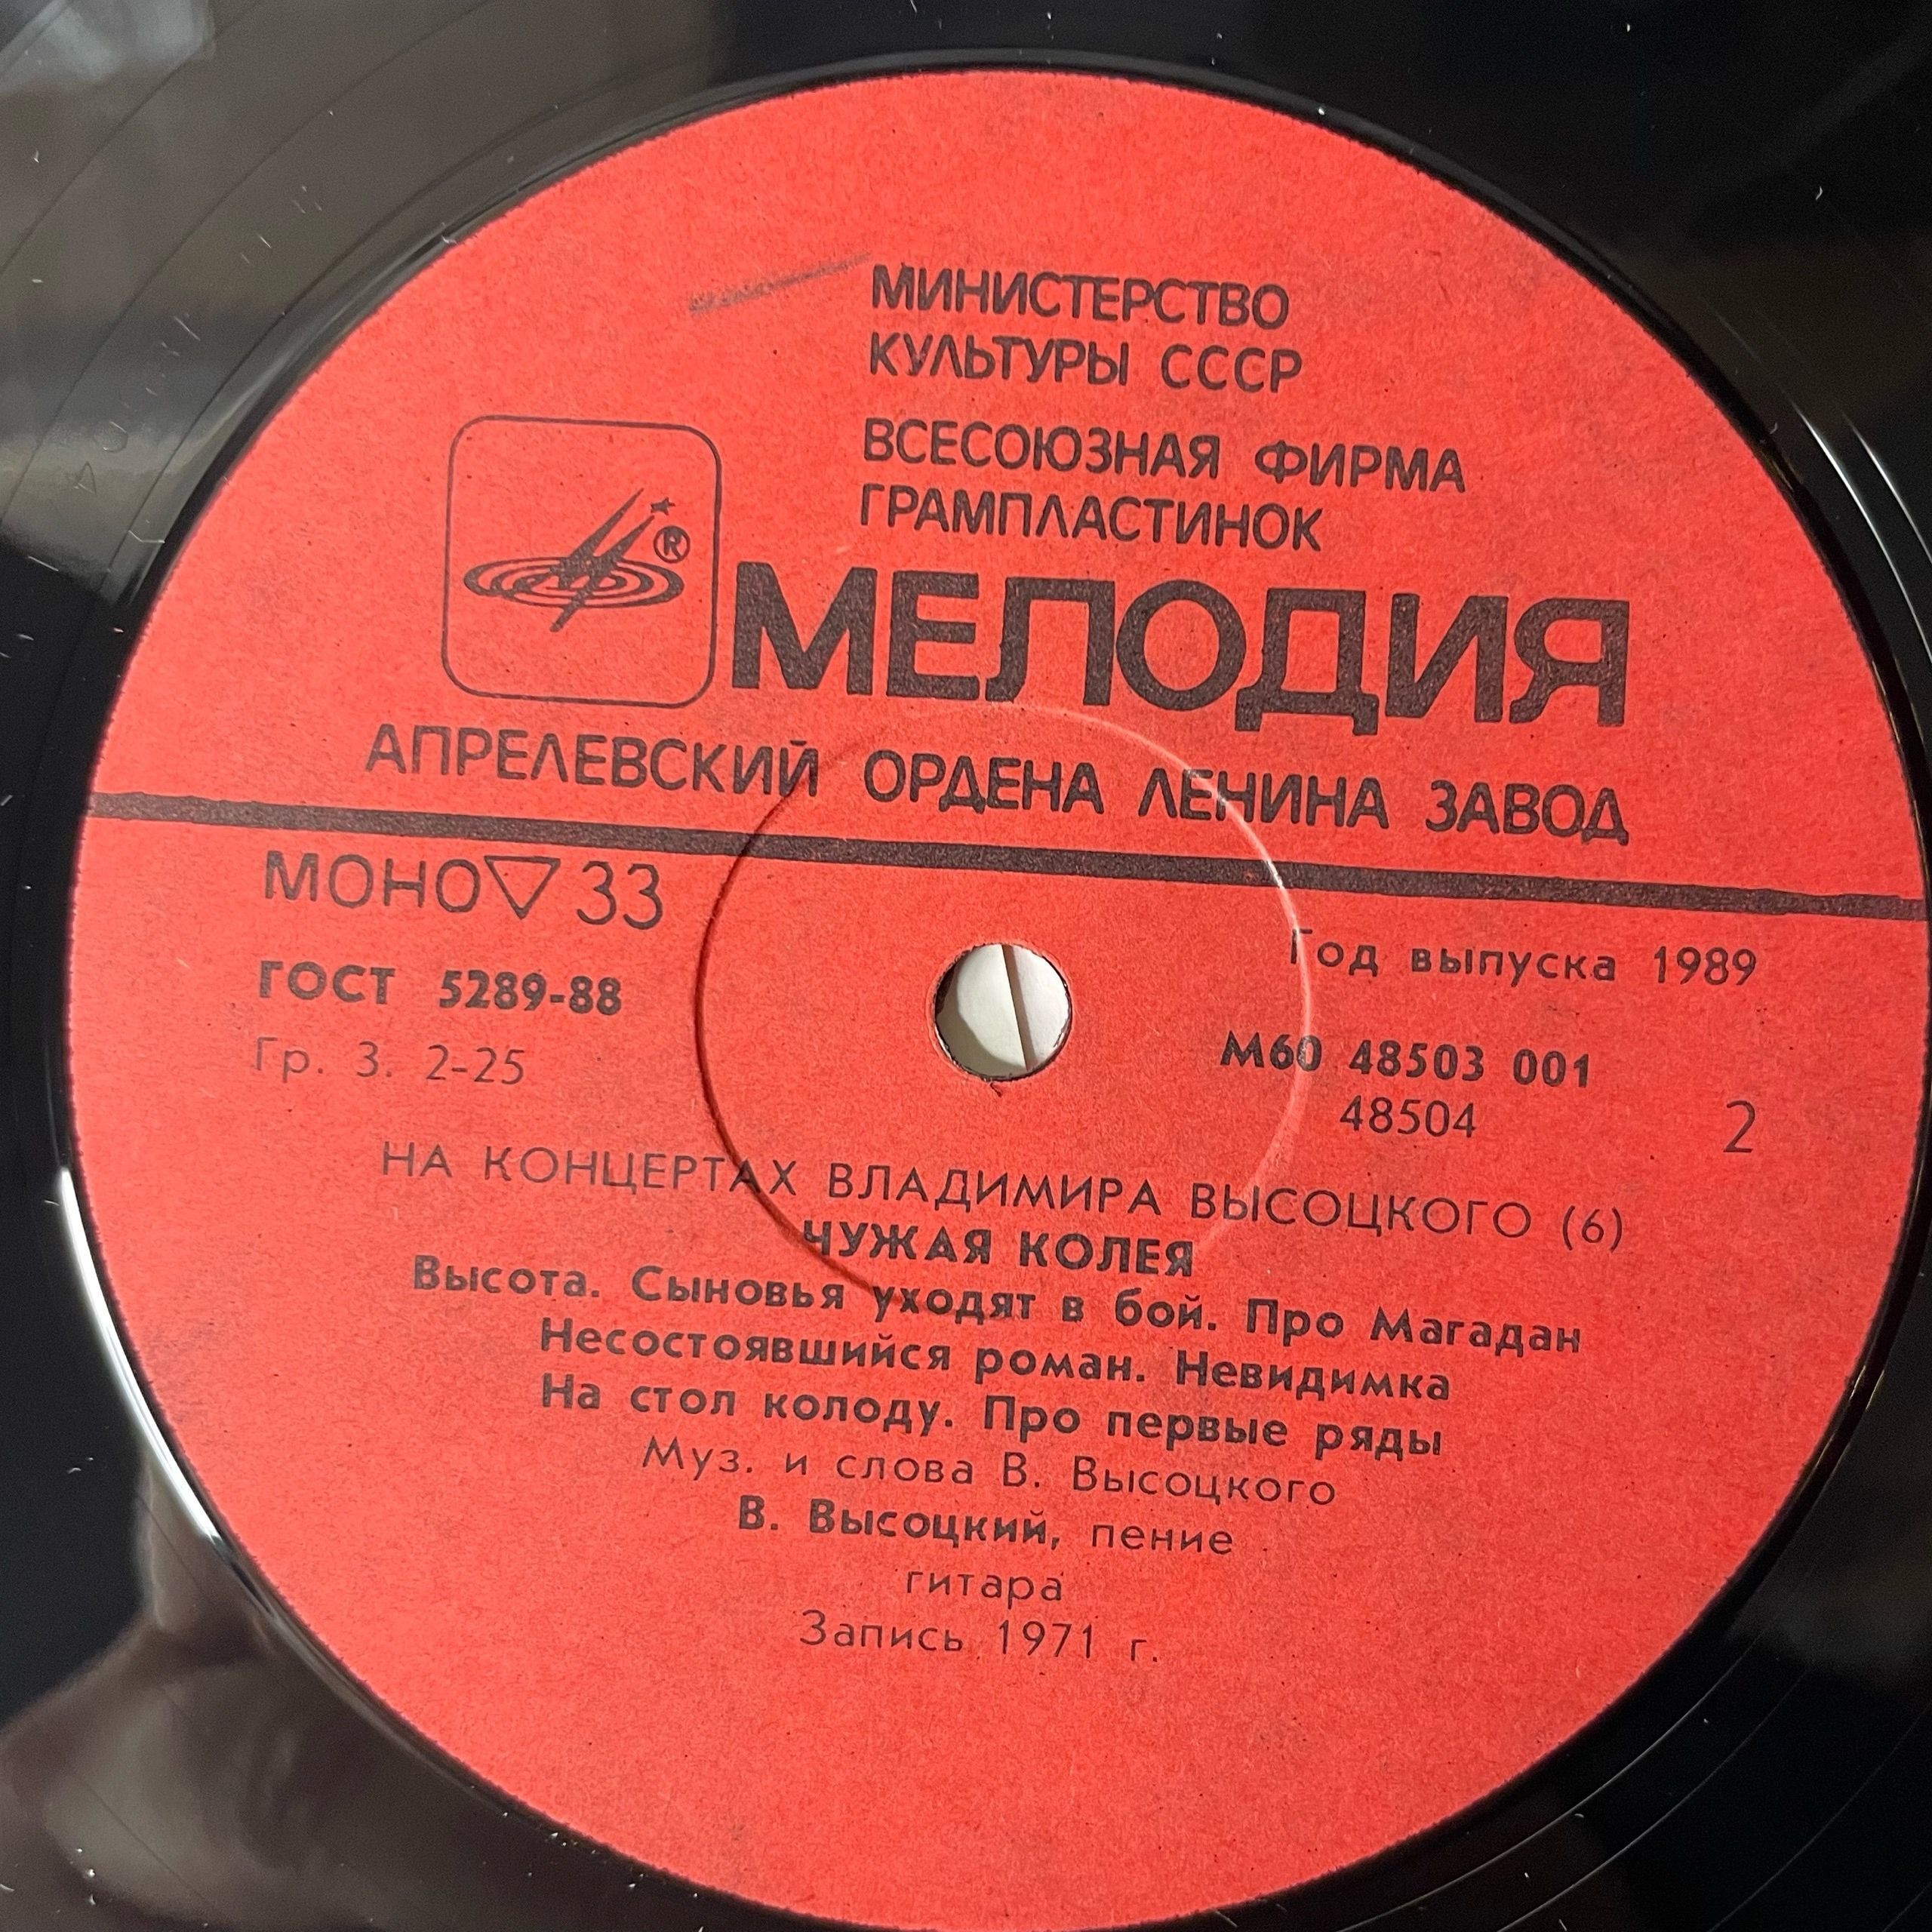 МИНИСТЕРСТВО
КУЛЬТУРЫ СССР
ВСЕСОЮЗНАЯ ФИРМА
ГРАМПЛАСТИНОК
®
МЕЛОДИЯ
АПРЕЛЕВСКИЙ ОРДЕНА ЛЕНИНА ЗАВОД
МОНО▽33
ГОСТ 5289-88
Гр. 3. 2-25
Год выпуска 1989
М60 48503 001
48504
2
НА КОНЦЕРТАХ ВЛАДИМИРА ВЫСОЦКОГО (6)
ЧУЖАЯ КОЛЕЯ
Высота. Сыновья уходят в бой. Про Магадан
Несостоявшийся роман. Невидимка
На стол колоду. Про первые ряды
Муз. и слова В. Высоцкого
В. Высоцкий, пение
гитара
Запись 1971 г.